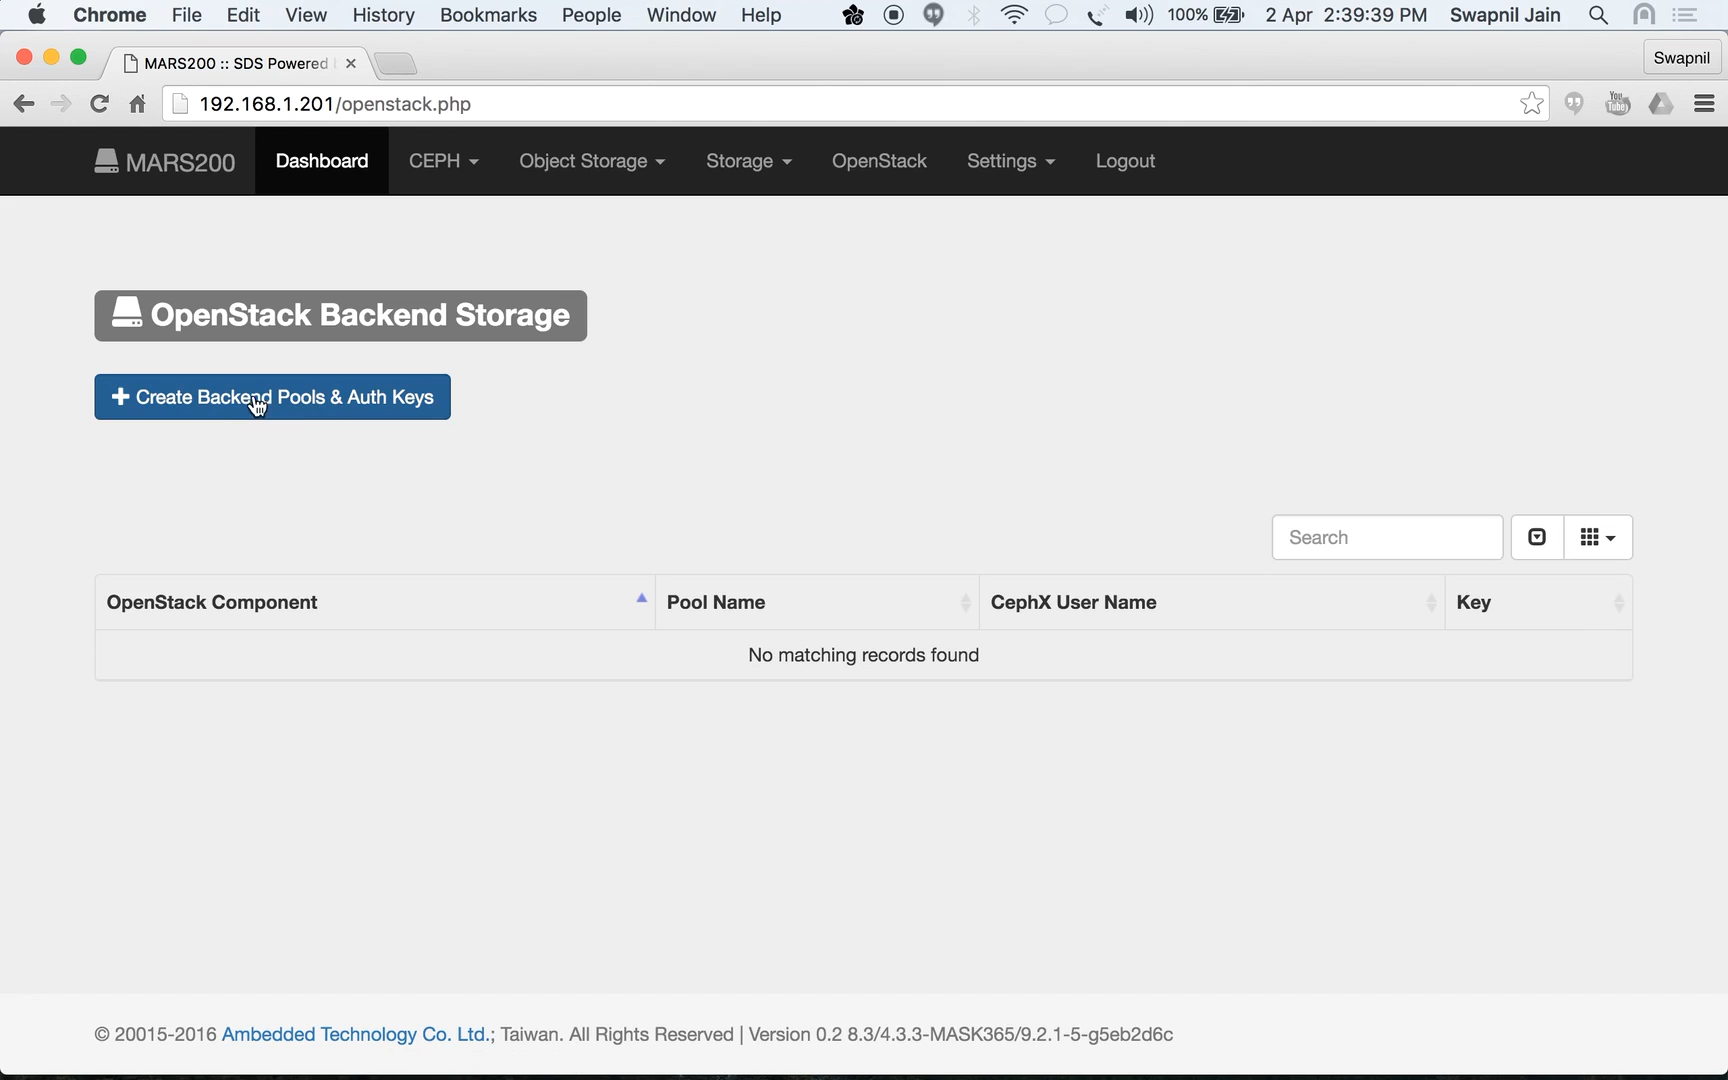 Chrome File Edit View History Bookmarks People Window Help 100% 2 Apr 2:39:39 PM Swapnil Jain
MARS200 :: SDS Powered
Swapnil
192.168.1.201/openstack.php
You Tube
MARS200 Dashboard CEPH Object Storage Storage OpenStack Settings Logout
OpenStack Backend Storage
Create Backend Pools & Auth Keys
Search
OpenStack Component Pool Name CephX User Name Key
No matching records found
© 20015-2016 Ambedded Technology Co. Ltd.; Taiwan. All Rights Reserved | Version 0.2 8.3/4.3.3-MASK365/9.2.1-5-g5eb2d6c